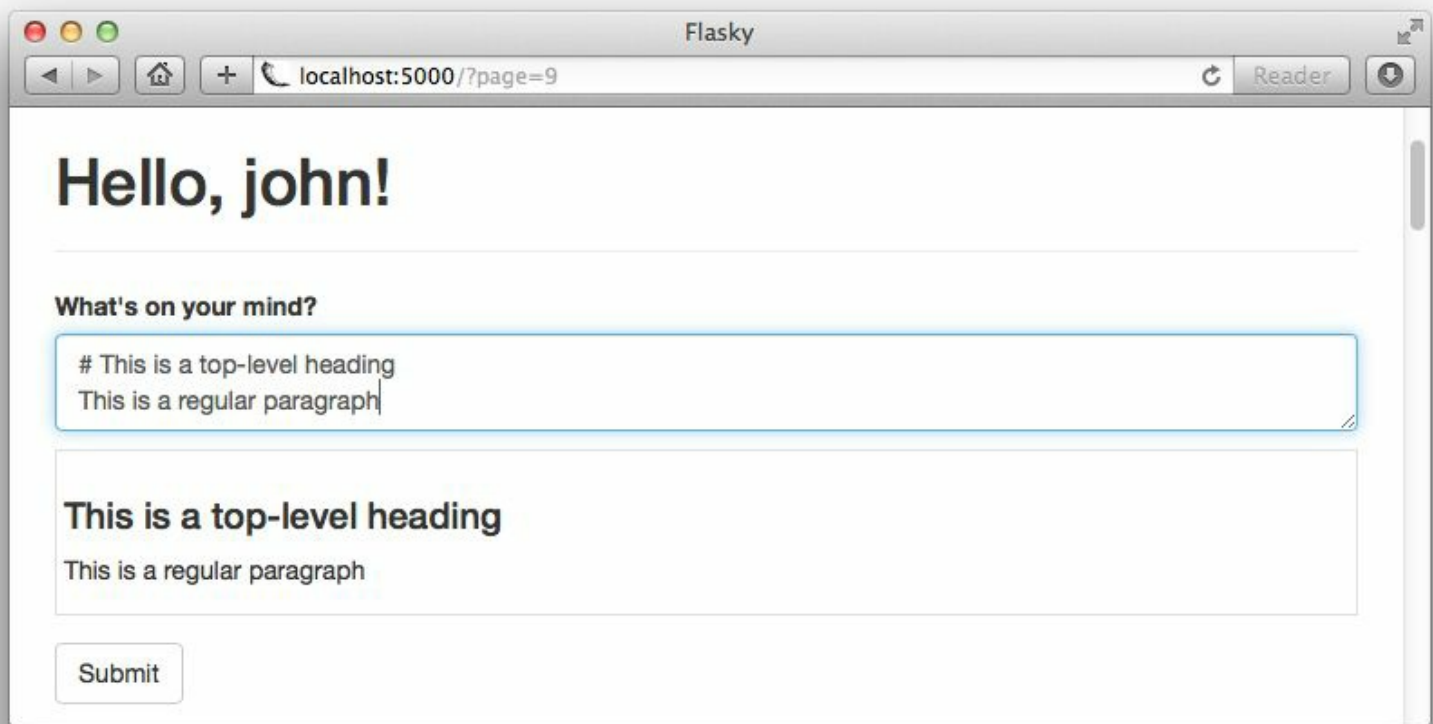 Flasky
localhost:5000/?page=9
Reader
Hello, john!
What's on your mind?
# This is a top-level heading
This is a regular paragraph
This is a top-level heading
This is a regular paragraph
Submit